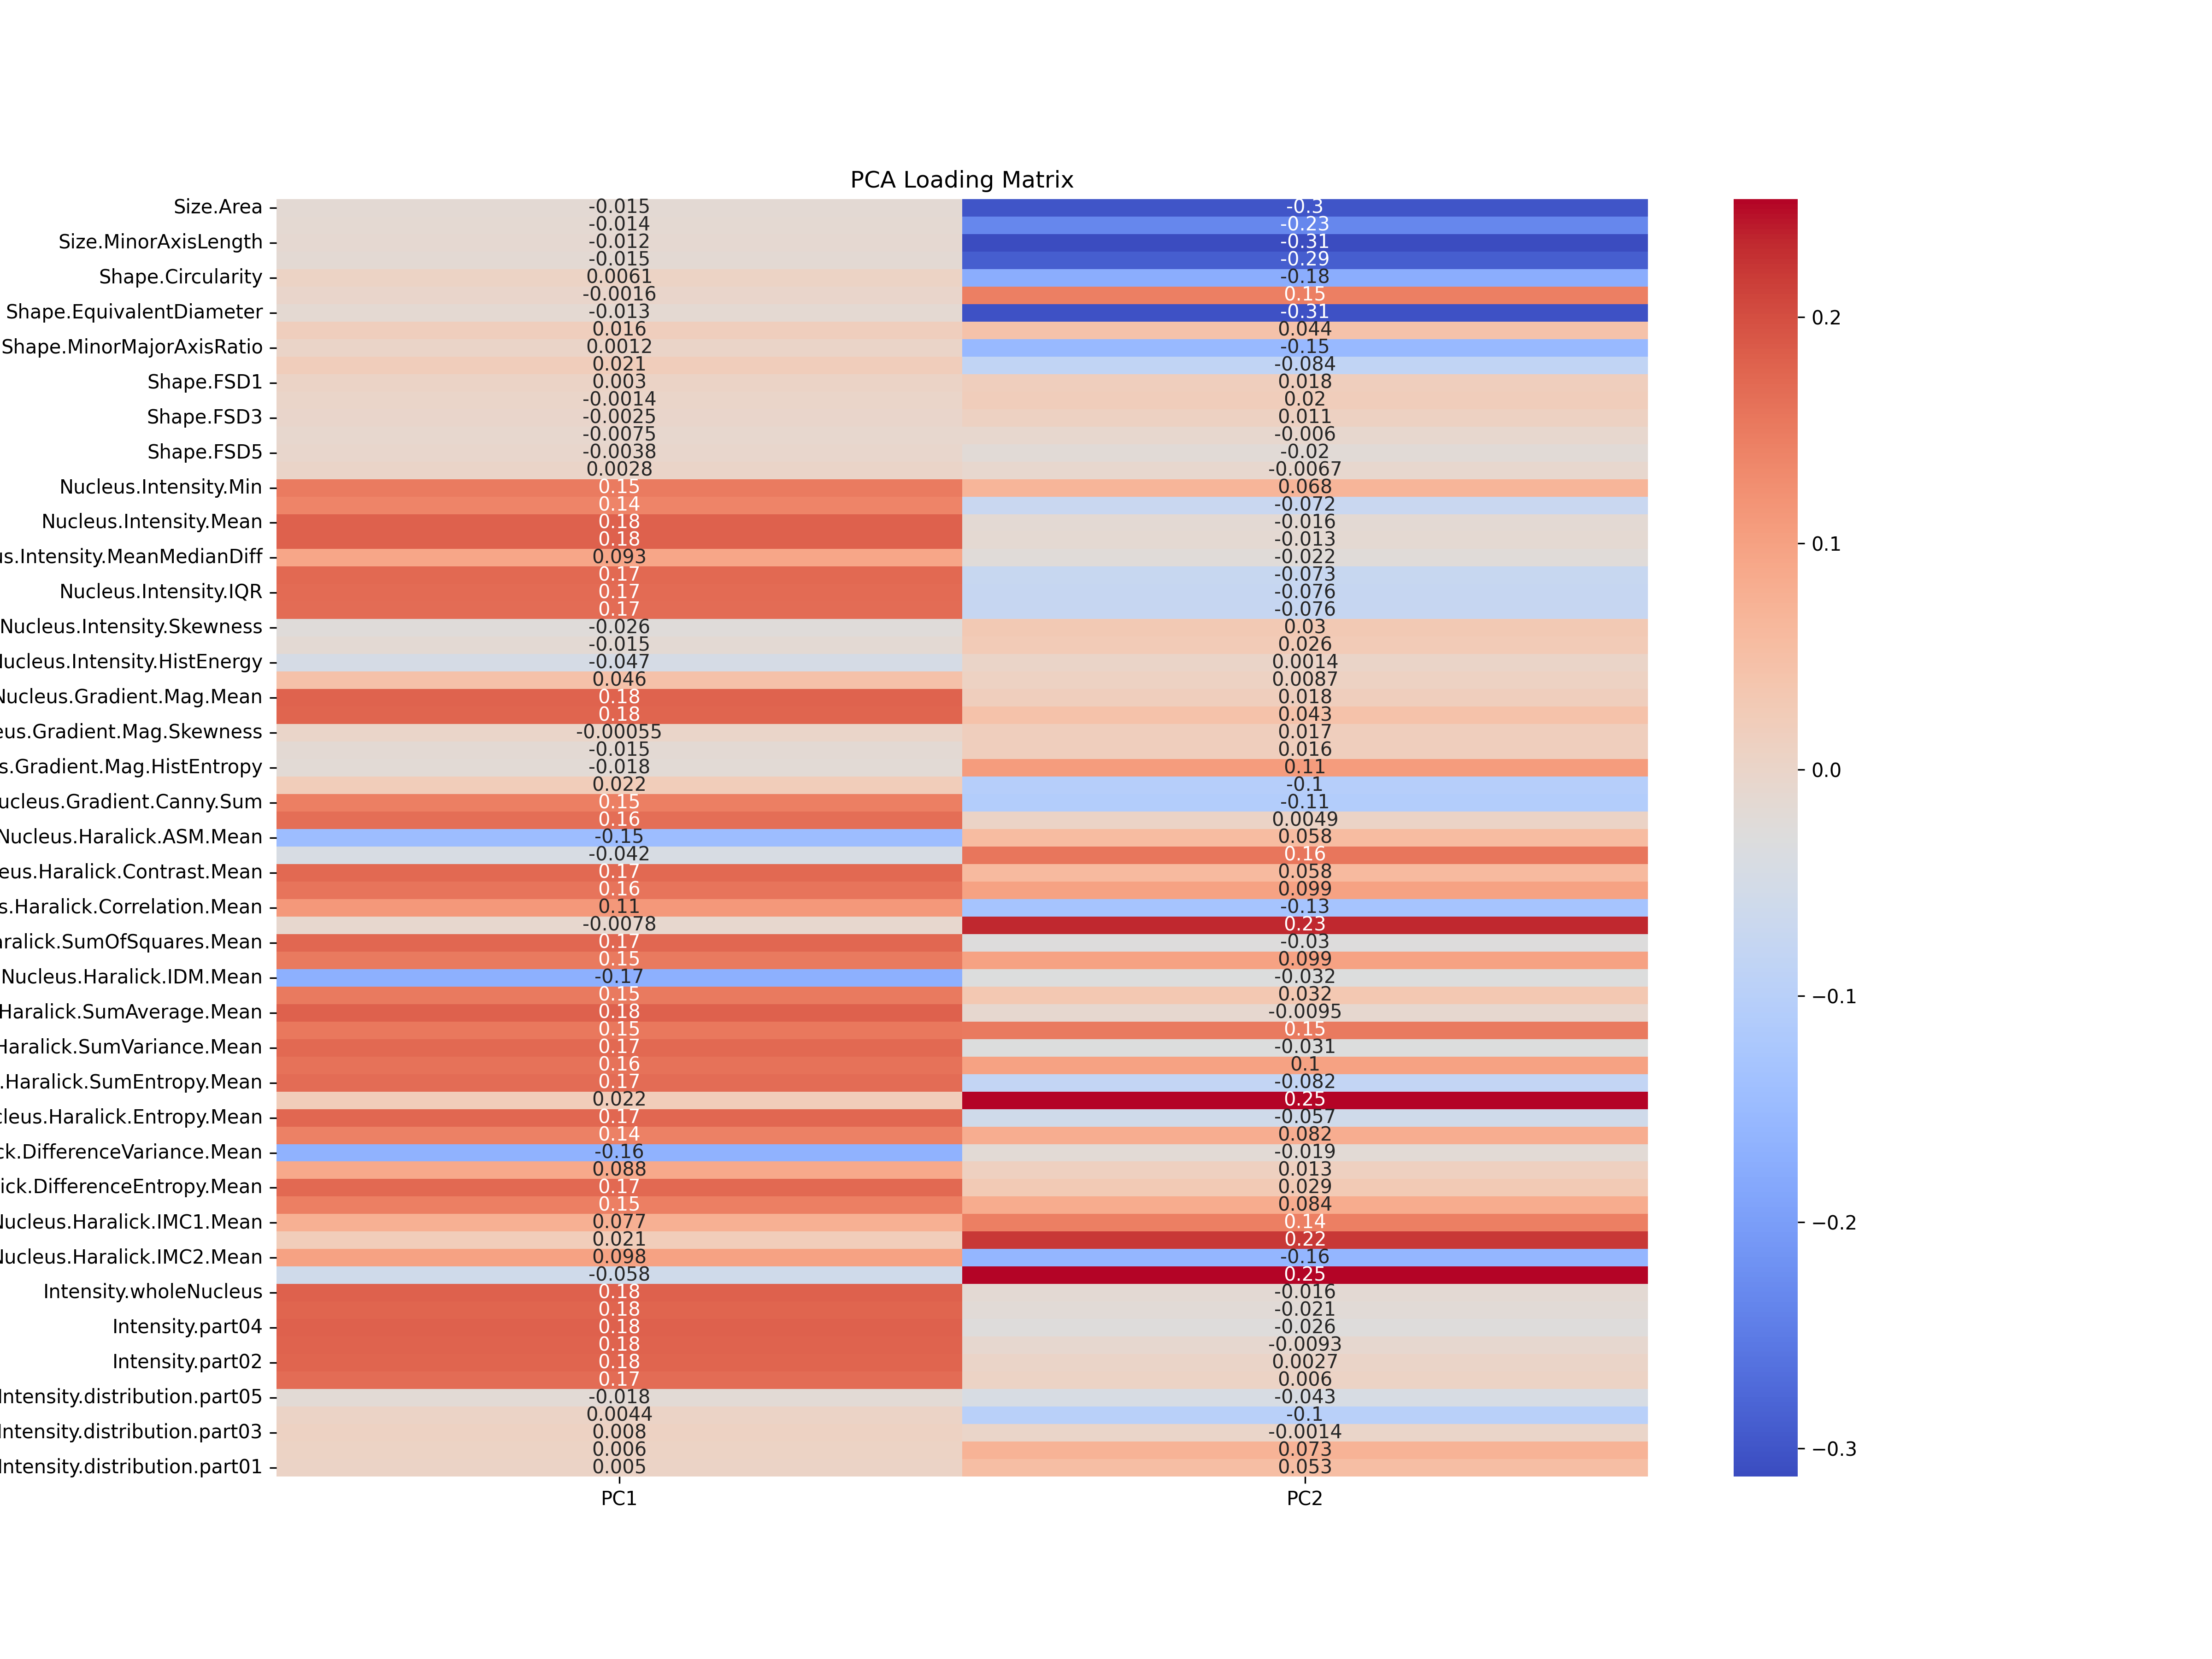 PCA Loading Matrix
Size.Area -0.015 -0.3
-0.014 -0.23
Size.MinorAxisLength -0.012 -0.31
-0.015 -0.29
Shape.Circularity 0.0061 -0.18
-0.0016 0.15
Shape.EquivalentDiameter -0.013 -0.31
0.016 0.044
Shape.MinorMajorAxisRatio 0.0012 -0.15
0.021 -0.084
Shape.FSD1 0.003 0.018
-0.0014 0.02
Shape.FSD3 -0.0025 0.011
-0.0075 -0.006
Shape.FSD5 -0.0038 -0.02
0.0028 -0.0067
Nucleus.Intensity.Min 0.15 0.068
0.14 -0.072
Nucleus.Intensity.Mean 0.18 -0.016
0.18 -0.013
us.Intensity.MeanMedianDiff 0.093 -0.022
0.17 -0.073
Nucleus.Intensity.IQR 0.17 -0.076
0.17 -0.076
Nucleus.Intensity.Skewness -0.026 0.03
-0.015 0.026
Nucleus.Intensity.HistEnergy -0.047 0.0014
0.046 0.0087
Nucleus.Gradient.Mag.Mean 0.18 0.018
0.18 0.043
eus.Gradient.Mag.Skewness -0.00055 0.017
-0.015 0.016
s.Gradient.Mag.HistEntropy -0.018 0.11
0.022 -0.1
ucleus.Gradient.Canny.Sum 0.15 -0.11
0.16 0.0049
Nucleus.Haralick.ASM.Mean -0.15 0.058
-0.042 0.16
eus.Haralick.Contrast.Mean 0.17 0.058
0.16 0.099
s.Haralick.Correlation.Mean 0.11 -0.13
-0.0078 0.23
aralick.SumOfSquares.Mean 0.17 -0.03
0.15 0.099
Nucleus.Haralick.IDM.Mean -0.17 -0.032
0.15 0.032
Haralick.SumAverage.Mean 0.18 -0.0095
0.15 0.15
Haralick.SumVariance.Mean 0.17 -0.031
0.16 0.1
.Haralick.SumEntropy.Mean 0.17 -0.082
0.022 0.25
cleus.Haralick.Entropy.Mean 0.17 -0.057
0.14 0.082
ck.DifferenceVariance.Mean -0.16 -0.019
0.088 0.013
ick.DifferenceEntropy.Mean 0.17 0.029
0.15 0.084
Nucleus.Haralick.IMC1.Mean 0.077 0.14
0.021 0.22
Nucleus.Haralick.IMC2.Mean 0.098 -0.16
-0.058 0.25
Intensity.wholeNucleus 0.18 -0.016
0.18 -0.021
Intensity.part04 0.18 -0.026
0.18 -0.0093
Intensity.part02 0.18 0.0027
0.17 0.006
Intensity.distribution.part05 -0.018 -0.043
0.0044 -0.1
Intensity.distribution.part03 0.008 -0.0014
0.006 0.073
Intensity.distribution.part01 0.005 0.053
PC1 PC2
0.2
0.1
0.0
−0.1
−0.2
−0.3